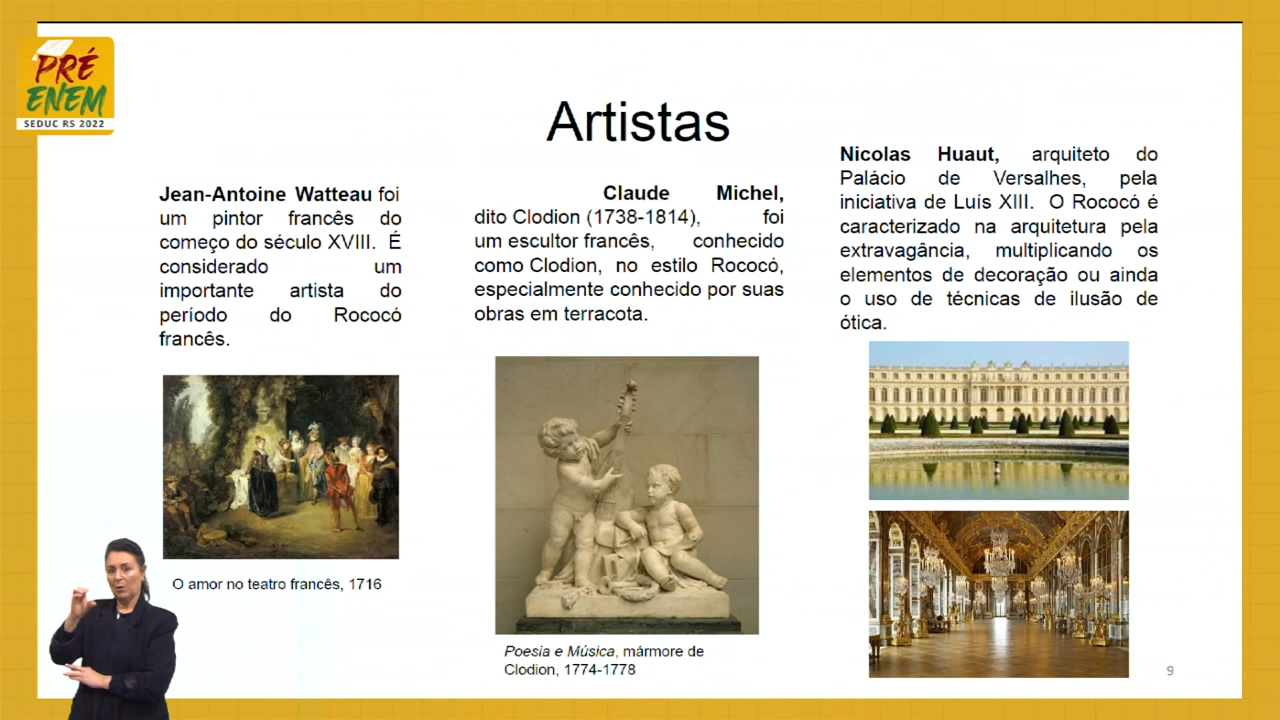 PRÉ
ENEM
SEDUC RS 2022
Artistas
Jean-Antoine Watteau foi
um pintor francês do
começo do século XVIII. É
considerado um
importante artista do
período do Rococó
francês.
O amor no teatro francês, 1716
Claude Michel,
dito Clodion (1738-1814), foi
um escultor francês, conhecido
como Clodion, no estilo Rococó,
especialmente conhecido por suas
obras em terracota.
Poesia e Música, mármore de
Clodion, 1774-1778
Nicolas Huaut, arquiteto do
Palácio de Versalhes, pela
iniciativa de Luís XIII. O Rococó é
caracterizado na arquitetura pela
extravagância, multiplicando os
elementos de decoração ou ainda
o uso de técnicas de ilusão de
ótica.
9